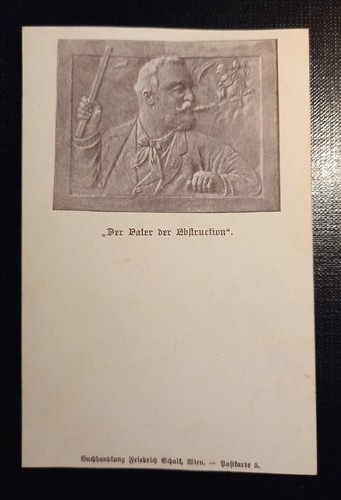 „Der Vater der Obstruction“.
Buchhandlung Friedrich Schalk, Wien. — Postkarte 5.